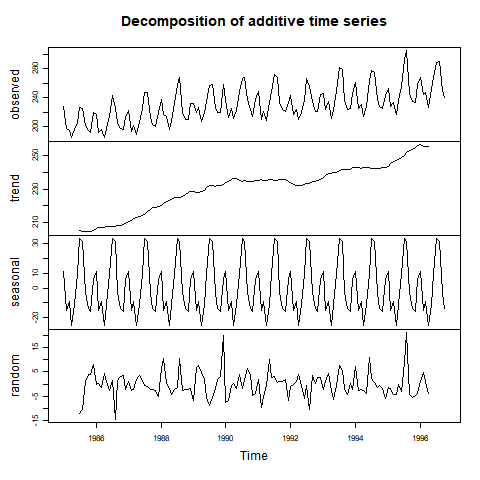 Decomposition of additive time series
observed
200 240 280
trend
210 230 250
seasonal
-20 0 10 30
random
-15 -5 5 15
1986 1988 1990 1992 1994 1996
Time